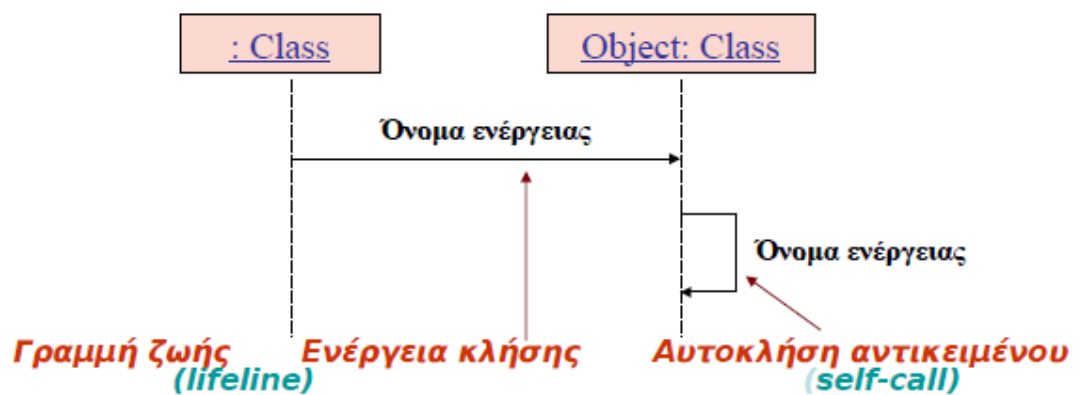 : Class
Object: Class
Όνομα ενέργειας
Όνομα ενέργειας
Γραμμή ζωής
(lifeline)
Ενέργεια κλήσης
Αυτοκλήση αντικειμένου
(self-call)